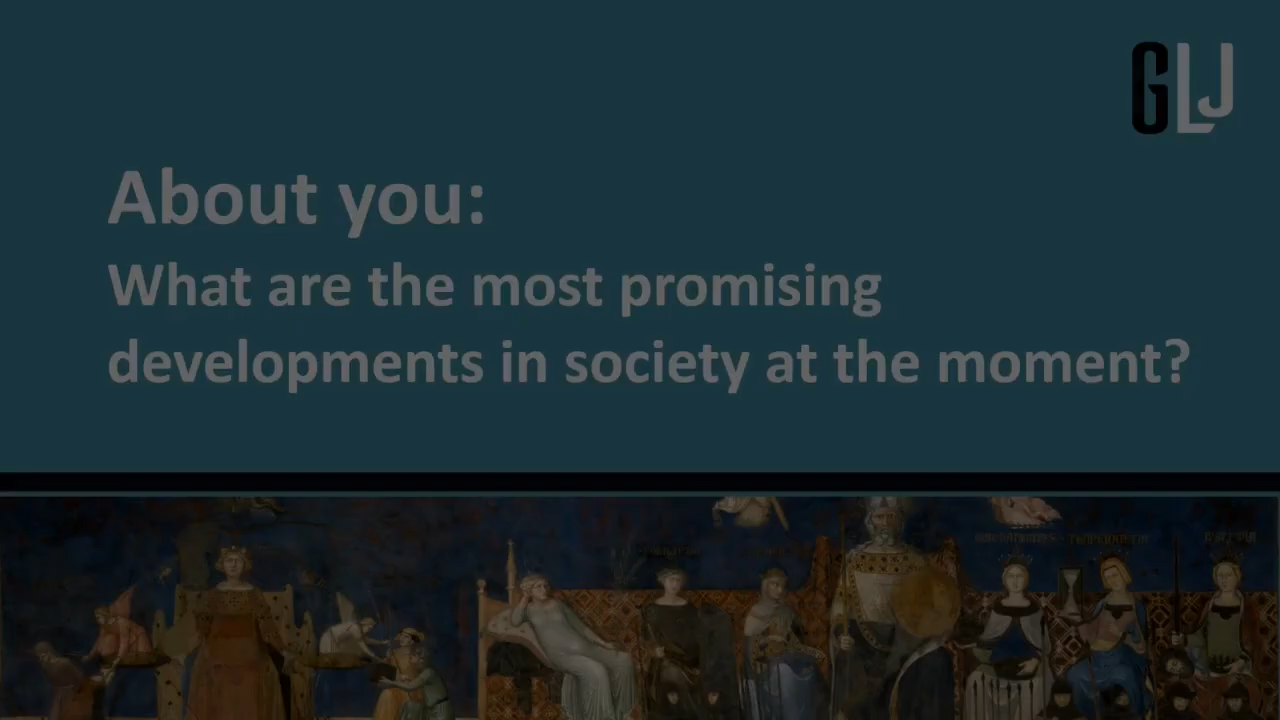 GLJ
About you:
What are the most promising
developments in society at the moment?